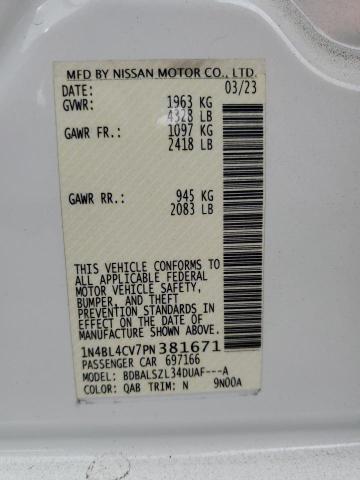 MFD BY NISSAN MOTOR CO., LTD.
DATE: 03/23
GVWR: 1963 KG
4328 LB
GAWR FR.: 1097 KG
2418 LB
GAWR RR.: 945 KG
2083 LB
THIS VEHICLE CONFORMS TO
ALL APPLICABLE FEDERAL
MOTOR VEHICLE SAFETY,
BUMPER, AND THEFT
PREVENTION STANDARDS IN
EFFECT ON THE DATE OF
MANUFACTURE SHOWN ABOVE.
1N4BL4CV7PN381671
PASSENGER CAR 697166
MODEL: BDBALSZL34DUAF---A
COLOR: QAB TRIM: N 9N00A